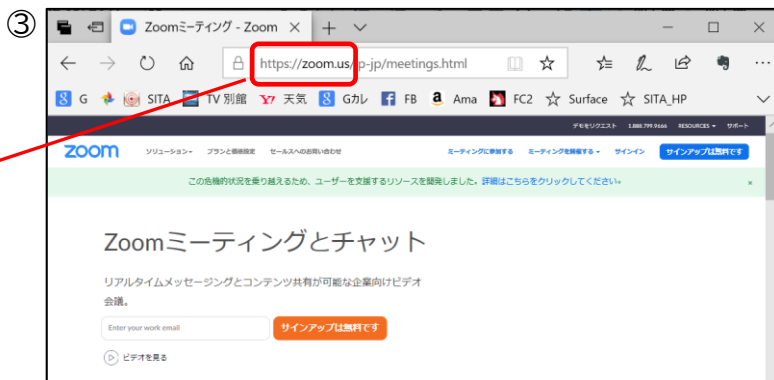 ③
Zoomミーティング - Zoom
https://zoom.us/jp-jp/meetings.html
G SITA TV 別館 Y! 天気 8 Gカレ FB a Ama FC2 Surface SITA_HP
デモをリクエスト 1.888.799.9666 RESOURCES サポート
zoom ソリューション プランと価格設定 セールスへのお問い合わせ ミーティングに参加する ミーティングを開催する サインイン サインアップは無料です
この危機的状況を乗り越えるため、ユーザーを支援するリソースを開発しました。詳細はこちらをクリックしてください。 ×
Zoomミーティングとチャット
リアルタイムメッセージングとコンテンツ共有が可能な企業向けビデオ
会議。
Enter your work email サインアップは無料です
ビデオを見る